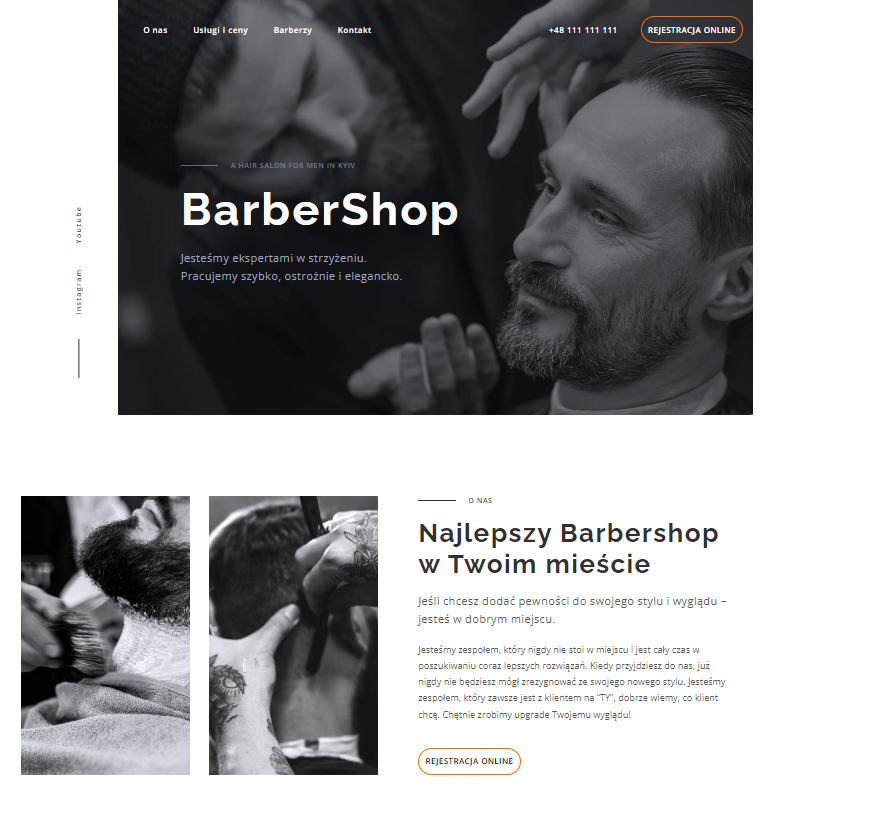 O nas
Usługi i ceny
Barberzy
Kontakt
+48 111 111 111
REJESTRACJA ONLINE
A HAIR SALON FOR MEN IN KYIV
BarberShop
Jesteśmy ekspertami w strzyżeniu.
Pracujemy szybko, ostrożnie i elegancko.
Youtube
Instagram
O NAS
Najlepszy Barbershop
w Twoim mieście
Jeśli chcesz dodać pewności do swojego stylu i wyglądu –
jesteś w dobrym miejscu.
Jesteśmy zespołem, który nigdy nie stoi w miejscu i jest cały czas w
poszukiwaniu coraz lepszych rozwiązań. Kiedy przyjdziesz do nas, już
nigdy nie będziesz mógł zrezygnować ze swojego nowego stylu. Jesteśmy
zespołem, który zawsze jest z klientem na "TY", dobrze wiemy, co klient
chcę. Chętnie zrobimy upgrade Twojemu wyglądu!
REJESTRACJA ONLINE